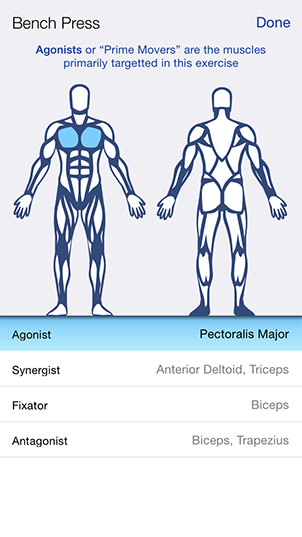 Bench Press
Done
Agonists or “Prime Movers” are the muscles
primarily targetted in this exercise
Agonist
Pectoralis Major
Synergist
Anterior Deltoid, Triceps
Fixator
Biceps
Antagonist
Biceps, Trapezius